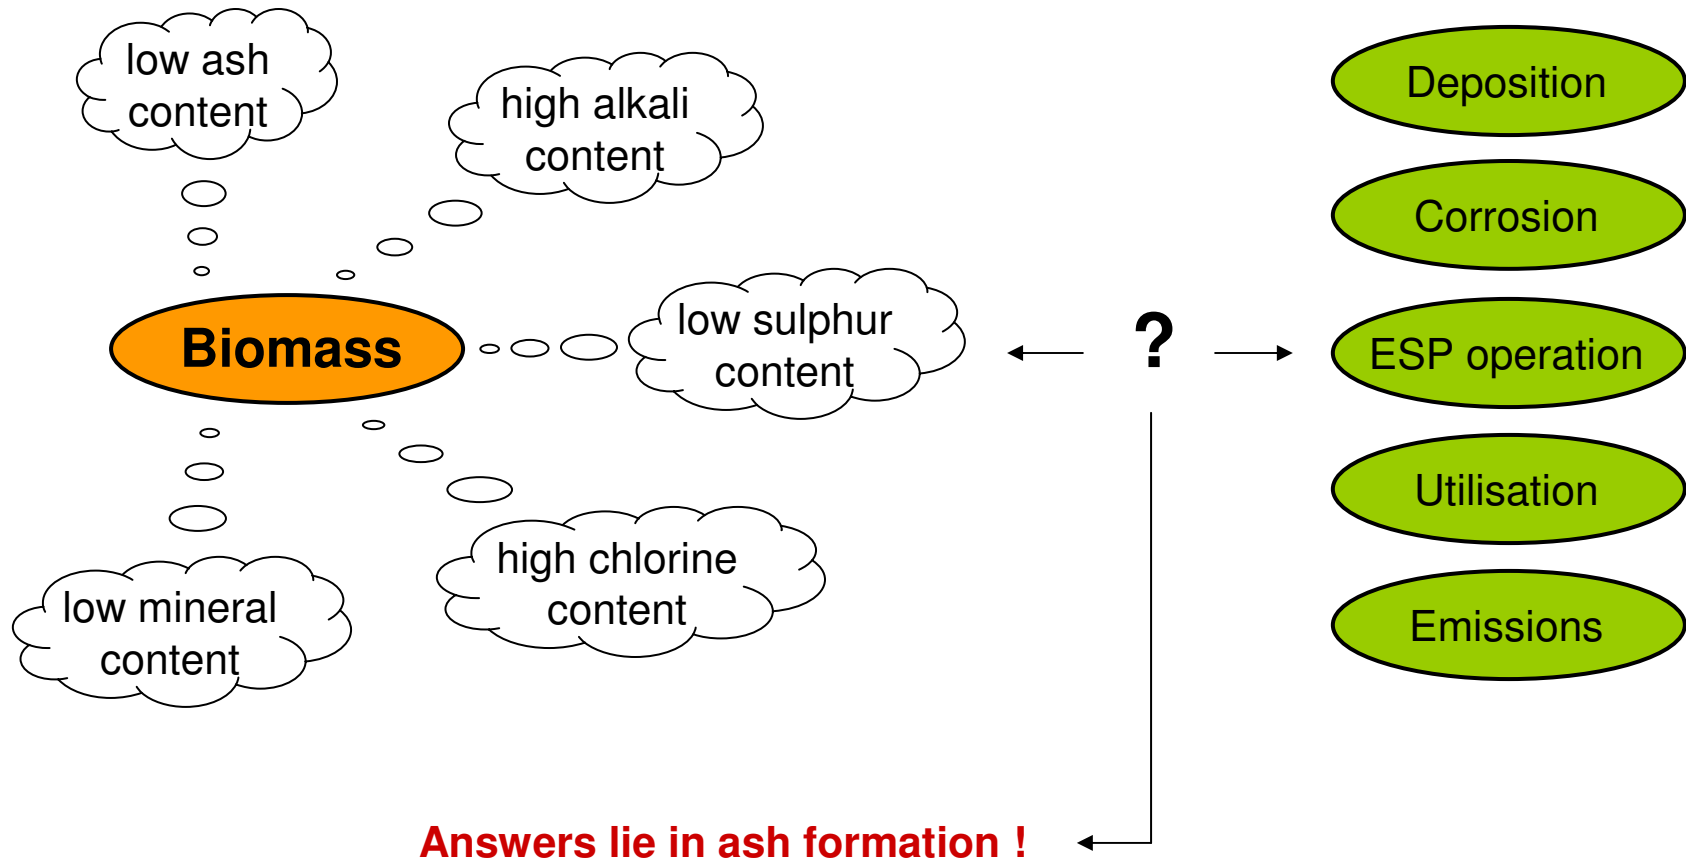 low ash
content
high alkali
content
Biomass
low sulphur
content
high chlorine
content
low mineral
content
?
Deposition
Corrosion
ESP operation
Utilisation
Emissions
Answers lie in ash formation !